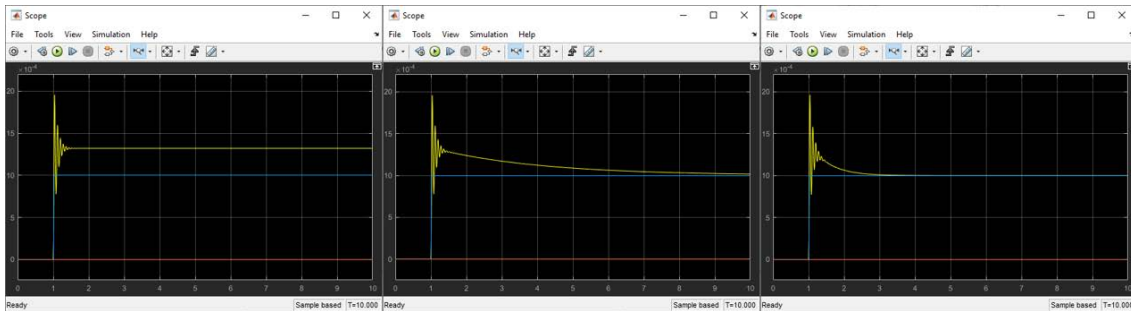 Scope
File Tools View Simulation Help
×10⁻⁴
20
15
10
5
0
0 1 2 3 4 5 6 7 8 9 10
Ready Sample based T=10.000
Scope
File Tools View Simulation Help
×10⁻⁴
20
15
10
5
0
0 1 2 3 4 5 6 7 8 9 10
Ready Sample based T=10.000
Scope
File Tools View Simulation Help
×10⁻⁴
20
15
10
5
0
0 1 2 3 4 5 6 7 8 9 10
Ready Sample based T=10.000